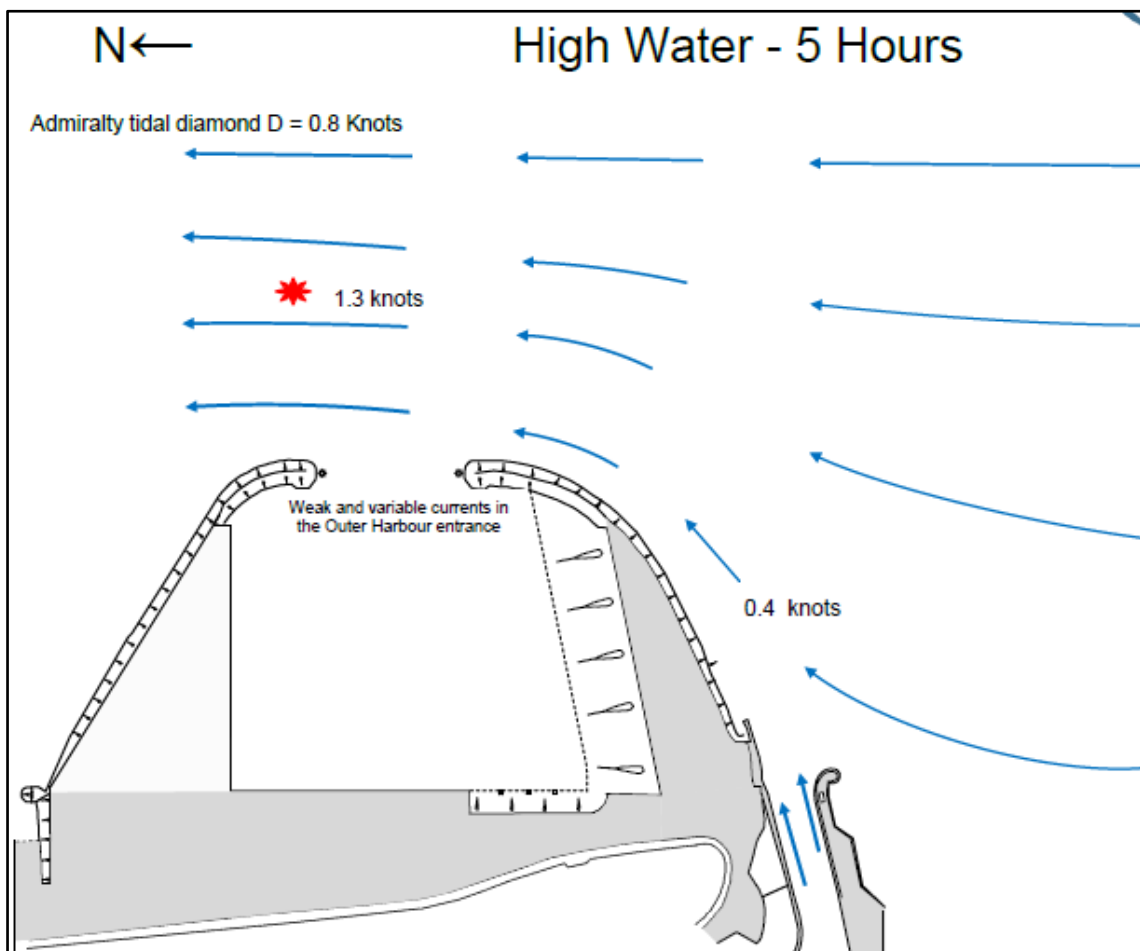 N←
High Water - 5 Hours
Admiralty tidal diamond D = 0.8 Knots
1.3 knots
Weak and variable currents in
the Outer Harbour entrance
0.4 knots